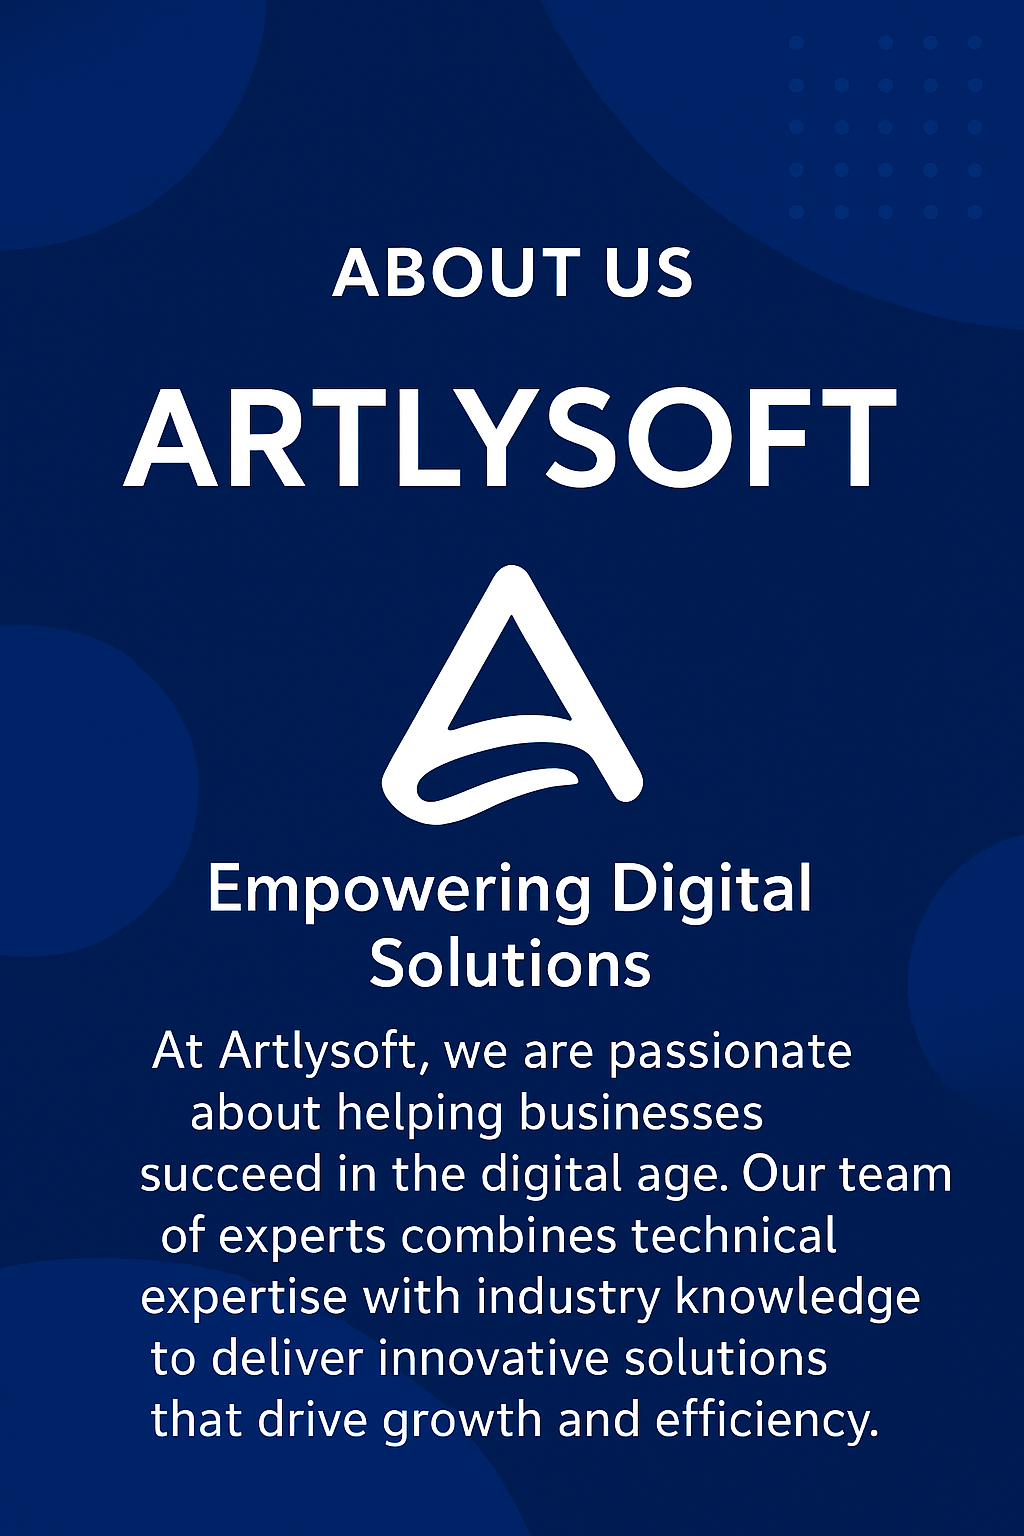 ABOUT US
ARTLYSOFT
Empowering Digital
Solutions
At Artlysoft, we are passionate
about helping businesses
succeed in the digital age. Our team
of experts combines technical
expertise with industry knowledge
to deliver innovative solutions
that drive growth and efficiency.